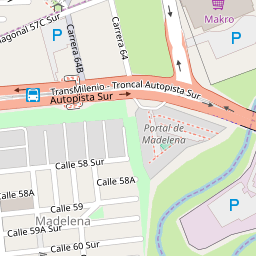 Makro
Diagonal 57C Sur
P
Carrera 64B
Carrera 64
P
TransMilenio - Troncal Autopista Sur
Autopista Sur
Portal de
Madelena
Calle 58 Sur
Calle 58A
Calle 58A
Calle 59
P
Madelena
Calle 59A Sur
Calle 60 Sur